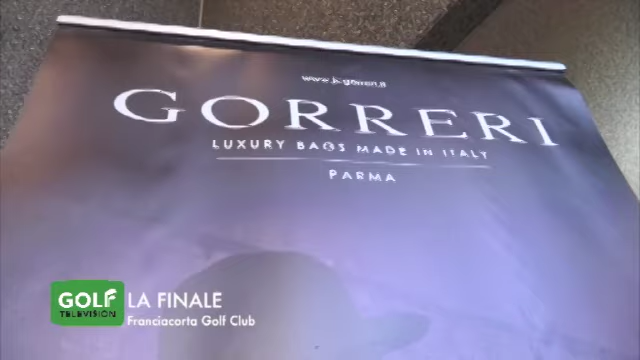 GORRERI
LUXURY BAGS MADE IN ITALY
PARMA
GOLF
TELEVISION
LA FINALE
Franciacorta Golf Club